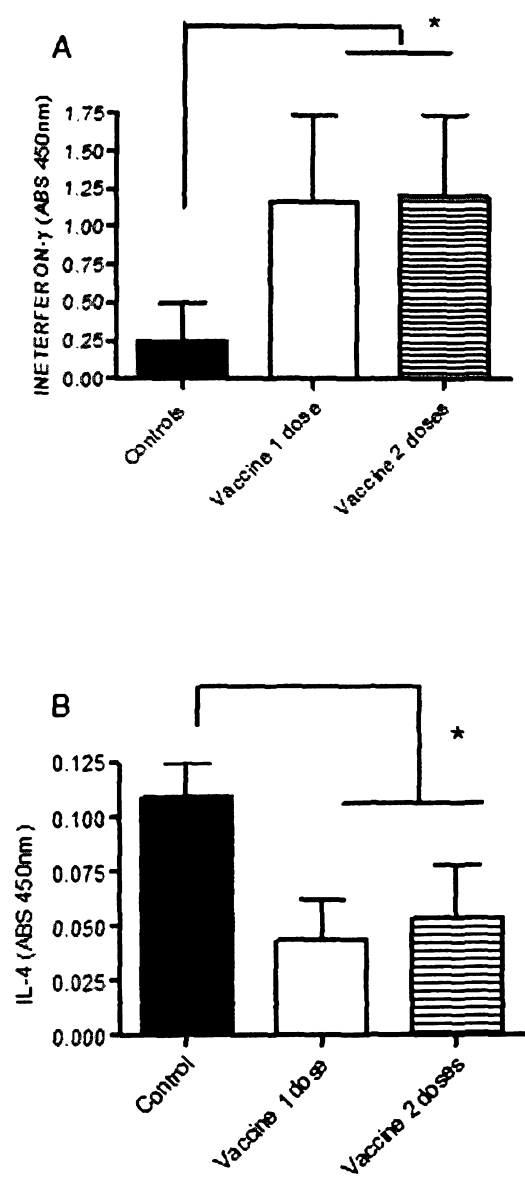 A
*
INETERFERON-γ (ABS 450nm)
1.75
1.50
1.25
1.00
0.75
0.50
0.25
0.00
Controls
Vaccine 1 dose
Vaccine 2 doses
B
*
IL-4 (ABS 450nm)
0.125
0.100
0.075
0.050
0.025
0.000
Control
Vaccine 1 dose
Vaccine 2 doses